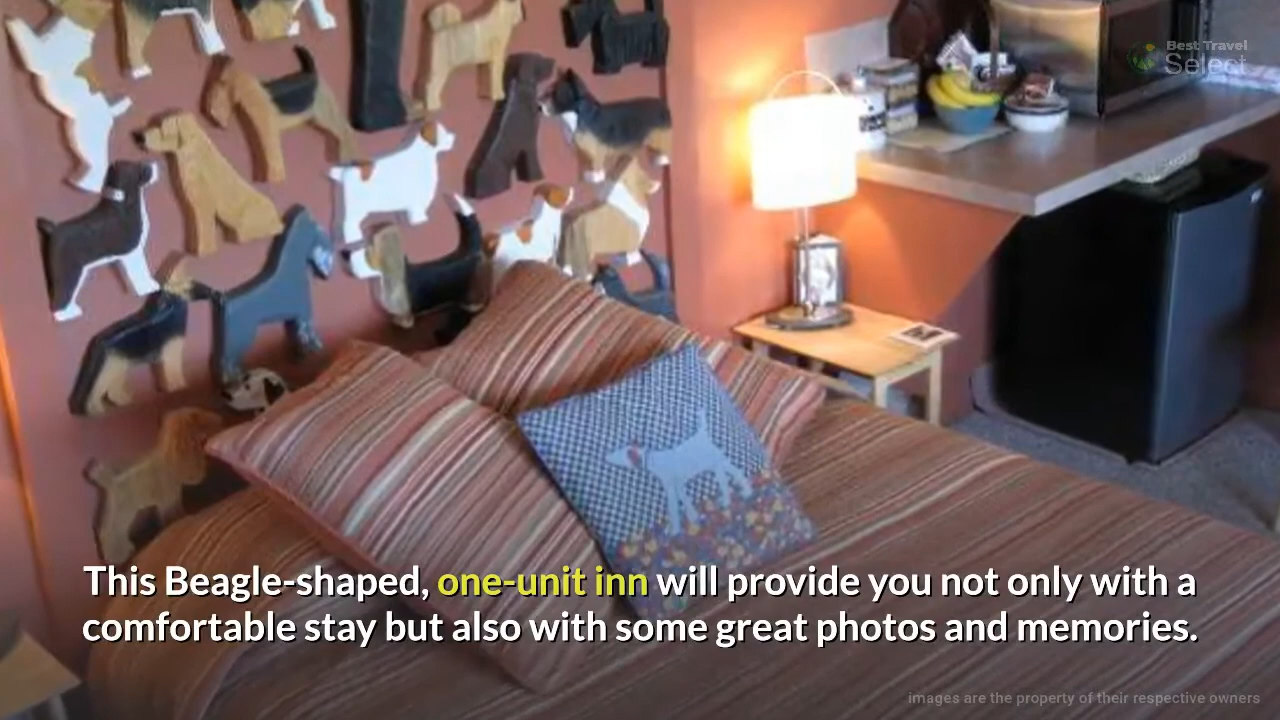 Best Travel
Select
This Beagle-shaped, one-unit inn will provide you not only with a
comfortable stay but also with some great photos and memories.
images are the property of their respective owners